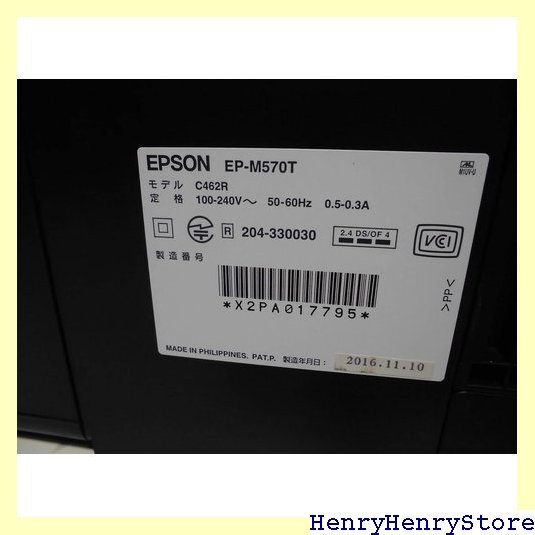 EPSON EP-M570T
モデル C462R
定 格 100-240V～ 50-60Hz 0.5-0.3A
R 204-330030 2.4 DS/OF 4 VCI
製造番号
*X2PA017795*
>PP<
MADE IN PHILIPPINES. PAT.P. 製造年月日： 2016.11.10
HenryHenryStore